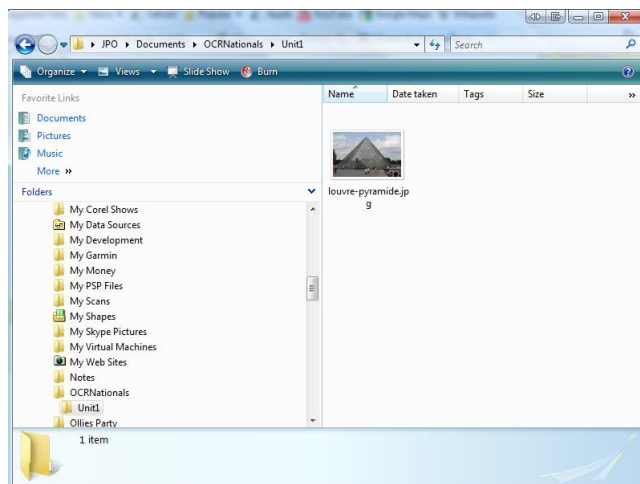 JPO ▸ Documents ▸ OCRNationals ▸ Unit1
Search
Organize Views Slide Show Burn
Favorite Links
Documents
Pictures
Music
More »
Folders
My Corel Shows
My Data Sources
My Development
My Garmin
My Money
My PSP Files
My Scans
My Shapes
My Skype Pictures
My Virtual Machines
My Web Sites
Notes
OCRNationals
Unit1
Ollies Party
Name Date taken Tags Size »
louvre-pyramide.jp
g
1 item